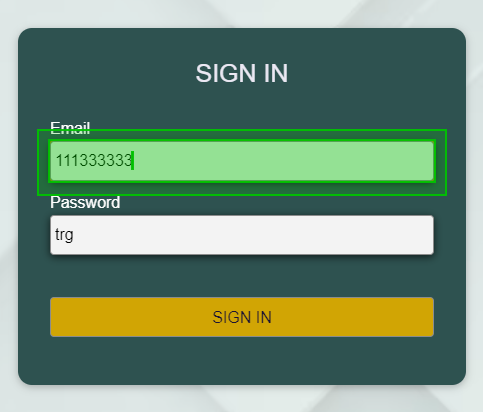 SIGN IN
Email
111333333
Password
trg
SIGN IN